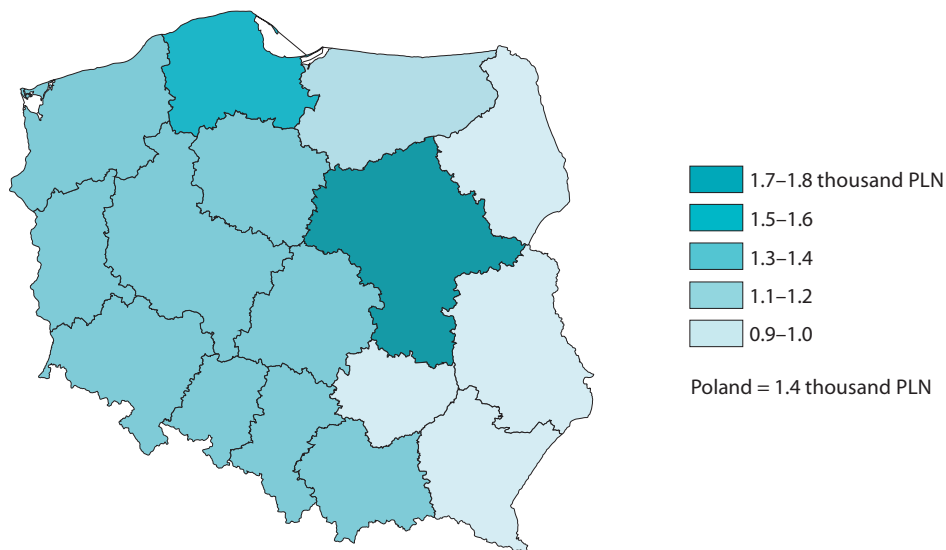 1.7–1.8 thousand PLN
1.5–1.6
1.3–1.4
1.1–1.2
0.9–1.0
Poland = 1.4 thousand PLN